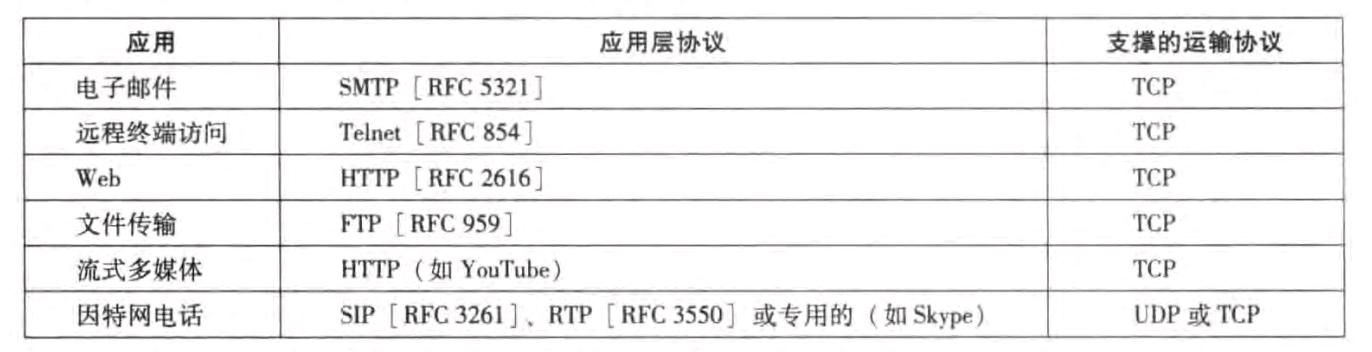 应用 应用层协议 支撑的运输协议
电子邮件 SMTP [RFC 5321] TCP
远程终端访问 Telnet [RFC 854] TCP
Web HTTP [RFC 2616] TCP
文件传输 FTP [RFC 959] TCP
流式多媒体 HTTP (如 YouTube) TCP
因特网电话 SIP [RFC 3261]、RTP [RFC 3550] 或专用的 (如 Skype) UDP 或 TCP